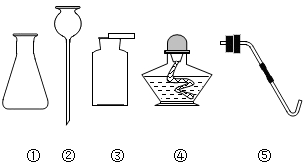 ① ② ③ ④ ⑤